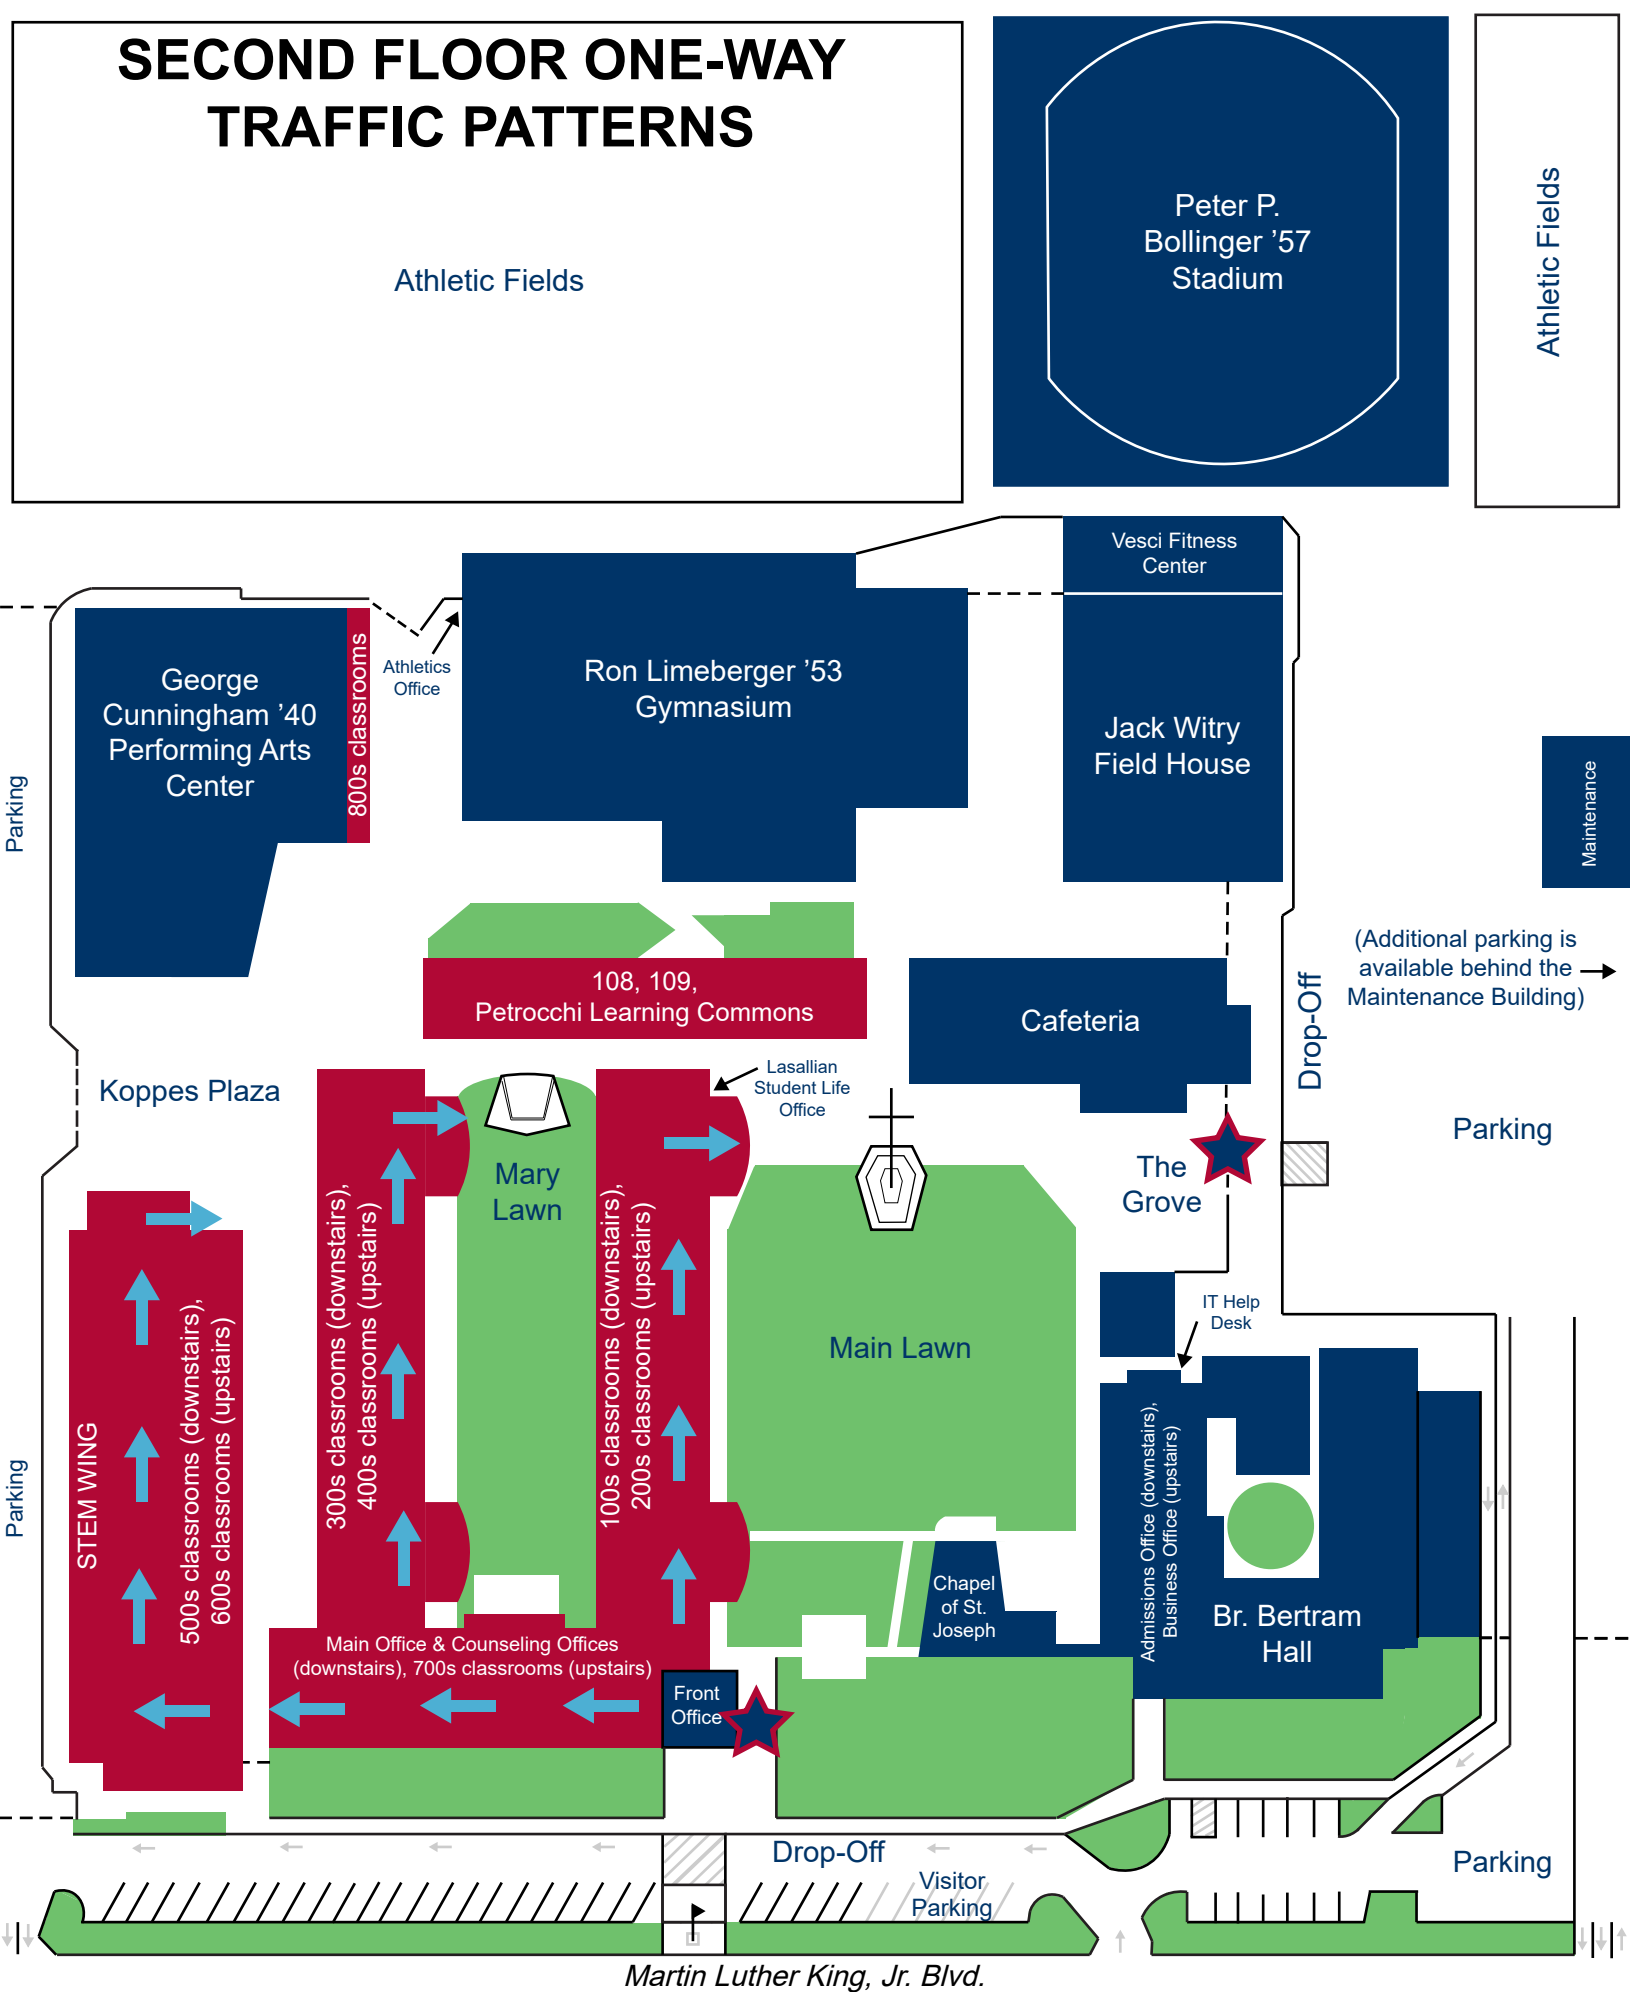 SECOND FLOOR ONE-WAY
TRAFFIC PATTERNS
Athletic Fields
Peter P.
Bollinger ’57
Stadium
Athletic Fields
Vesci Fitness
Center
George
Cunningham ’40
Performing Arts
Center
800s classrooms
Athletics
Office
Ron Limeberger ’53
Gymnasium
Jack Witry
Field House
Maintenance
Parking
(Additional parking is
available behind the
Maintenance Building)
108, 109,
Petrocchi Learning Commons
Cafeteria
Drop-Off
Koppes Plaza
Lasallian
Student Life
Office
Parking
Mary
Lawn
The
Grove
300s classrooms (downstairs),
400s classrooms (upstairs)
100s classrooms (downstairs),
200s classrooms (upstairs)
Main Lawn
IT Help
Desk
Parking
STEM WING
500s classrooms (downstairs),
600s classrooms (upstairs)
Admissions Office (downstairs),
Business Office (upstairs)
Chapel
of St.
Joseph
Br. Bertram
Hall
Main Office & Counseling Offices
(downstairs), 700s classrooms (upstairs)
Front
Office
Drop-Off
Visitor
Parking
Parking
Martin Luther King, Jr. Blvd.